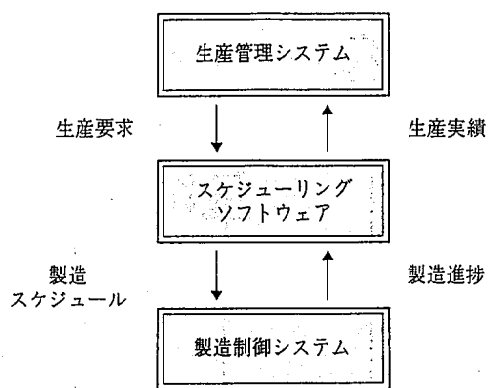 生産管理システム
生産要求
生産実績
スケジューリング
ソフトウェア
製造
スケジュール
製造進捗
製造制御システム